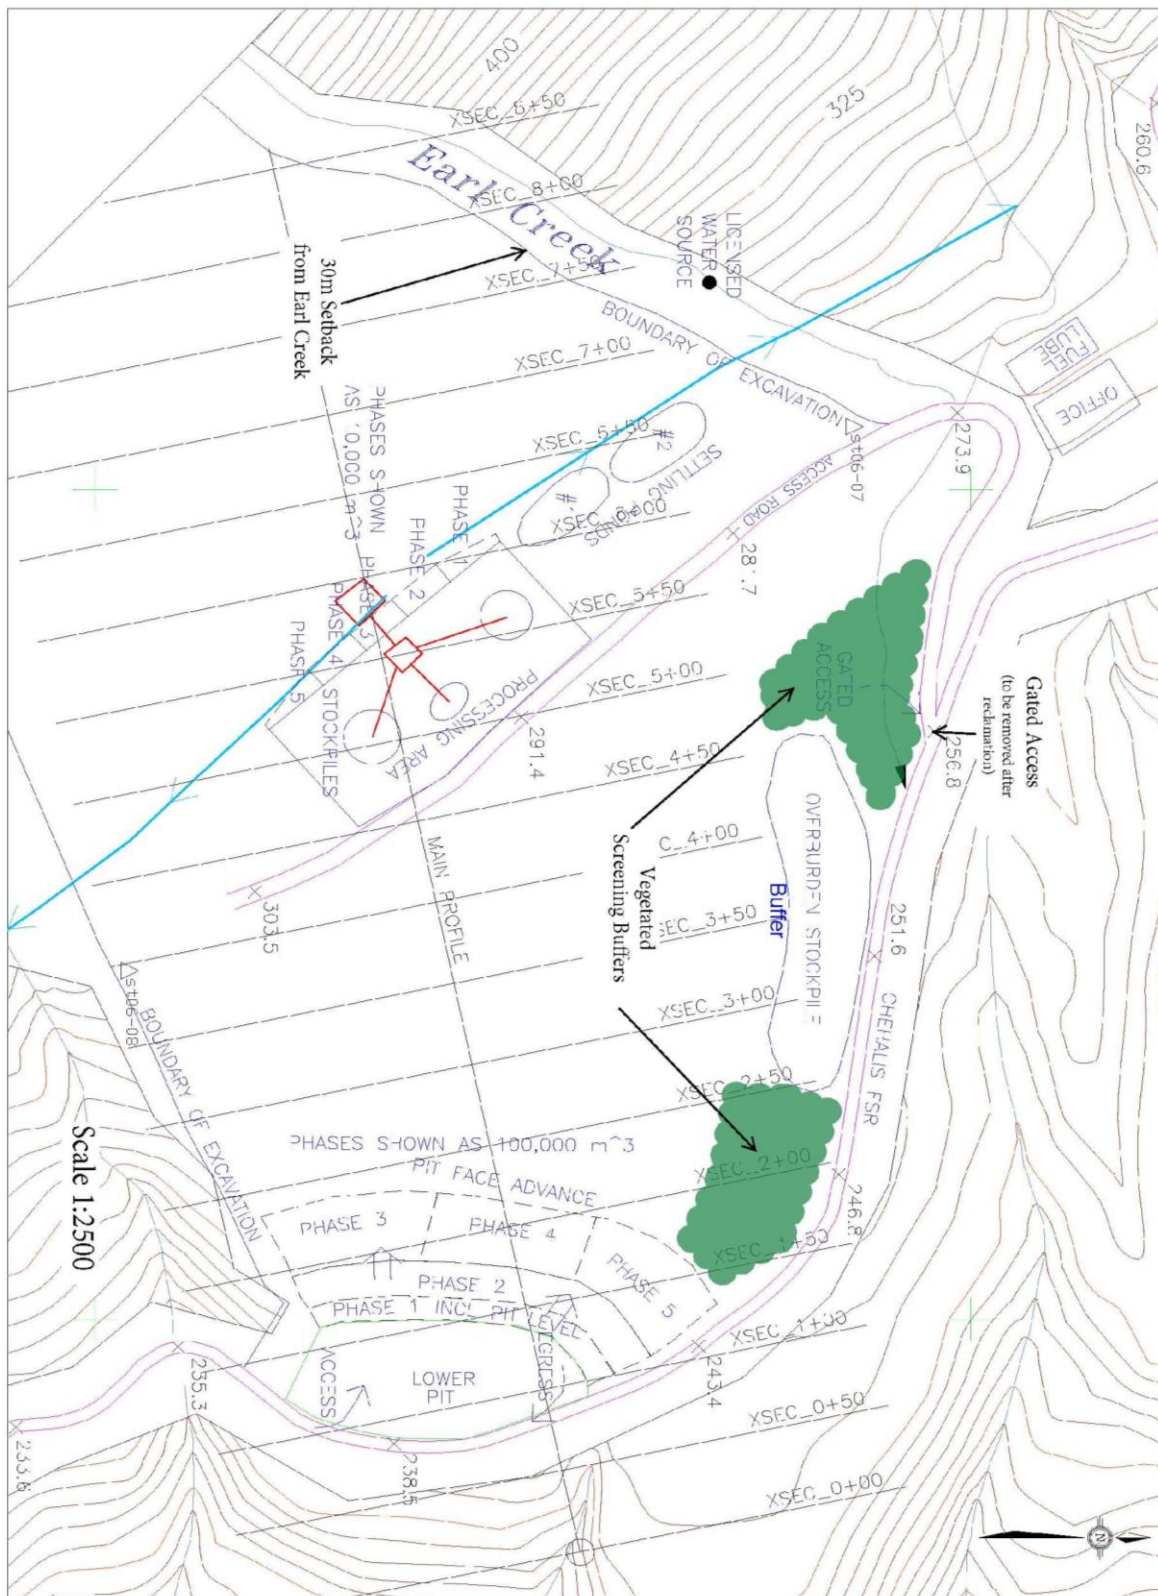 400
325
260.6
XSEC_8+50
XSEC_8+00
XSEC_7+50
XSEC_7+00
Earl Creek
LICENSED
WATER
SOURCE
30m Setback
from Earl Creek
BOUNDARY OF EXCAVATION
FUEL
LUBE
OFFICE
273.9
st06-07
ACCESS ROAD
#2
SETTLING
PONDS
PHASES SHOWN
PHASE 1
PHASE 2
PHASE 3
PHASE 4
PHASE 5
STOCKPILES
PROCESSING AREA
XSEC_5+50
XSEC_5+00
XSEC_4+50
291.4
303.5
MAIN PROFILE
GATED
ACCESS
Gated Access
(to be removed after
reclamation)
256.8
OVERBURDEN STOCKPILE
Buffer
Vegetated
Screening Buffers
251.6
CHEHALIS FSR
XSEC_3+00
XSEC_2+50
XSEC_2+00
XSEC_1+50
XSEC_1+00
XSEC_0+50
XSEC_0+00
246.8
243.4
st06-08
BOUNDARY OF EXCAVATION
Scale 1:2500
PHASES SHOWN AS 100,000 m^3
PIT FACE ADVANCE
PHASE 3
PHASE 4
PHASE 5
PHASE 2
PHASE 1 INCL PIT LEVEL
EGRESS
ACCESS
LOWER
PIT
235.3
238.5
N